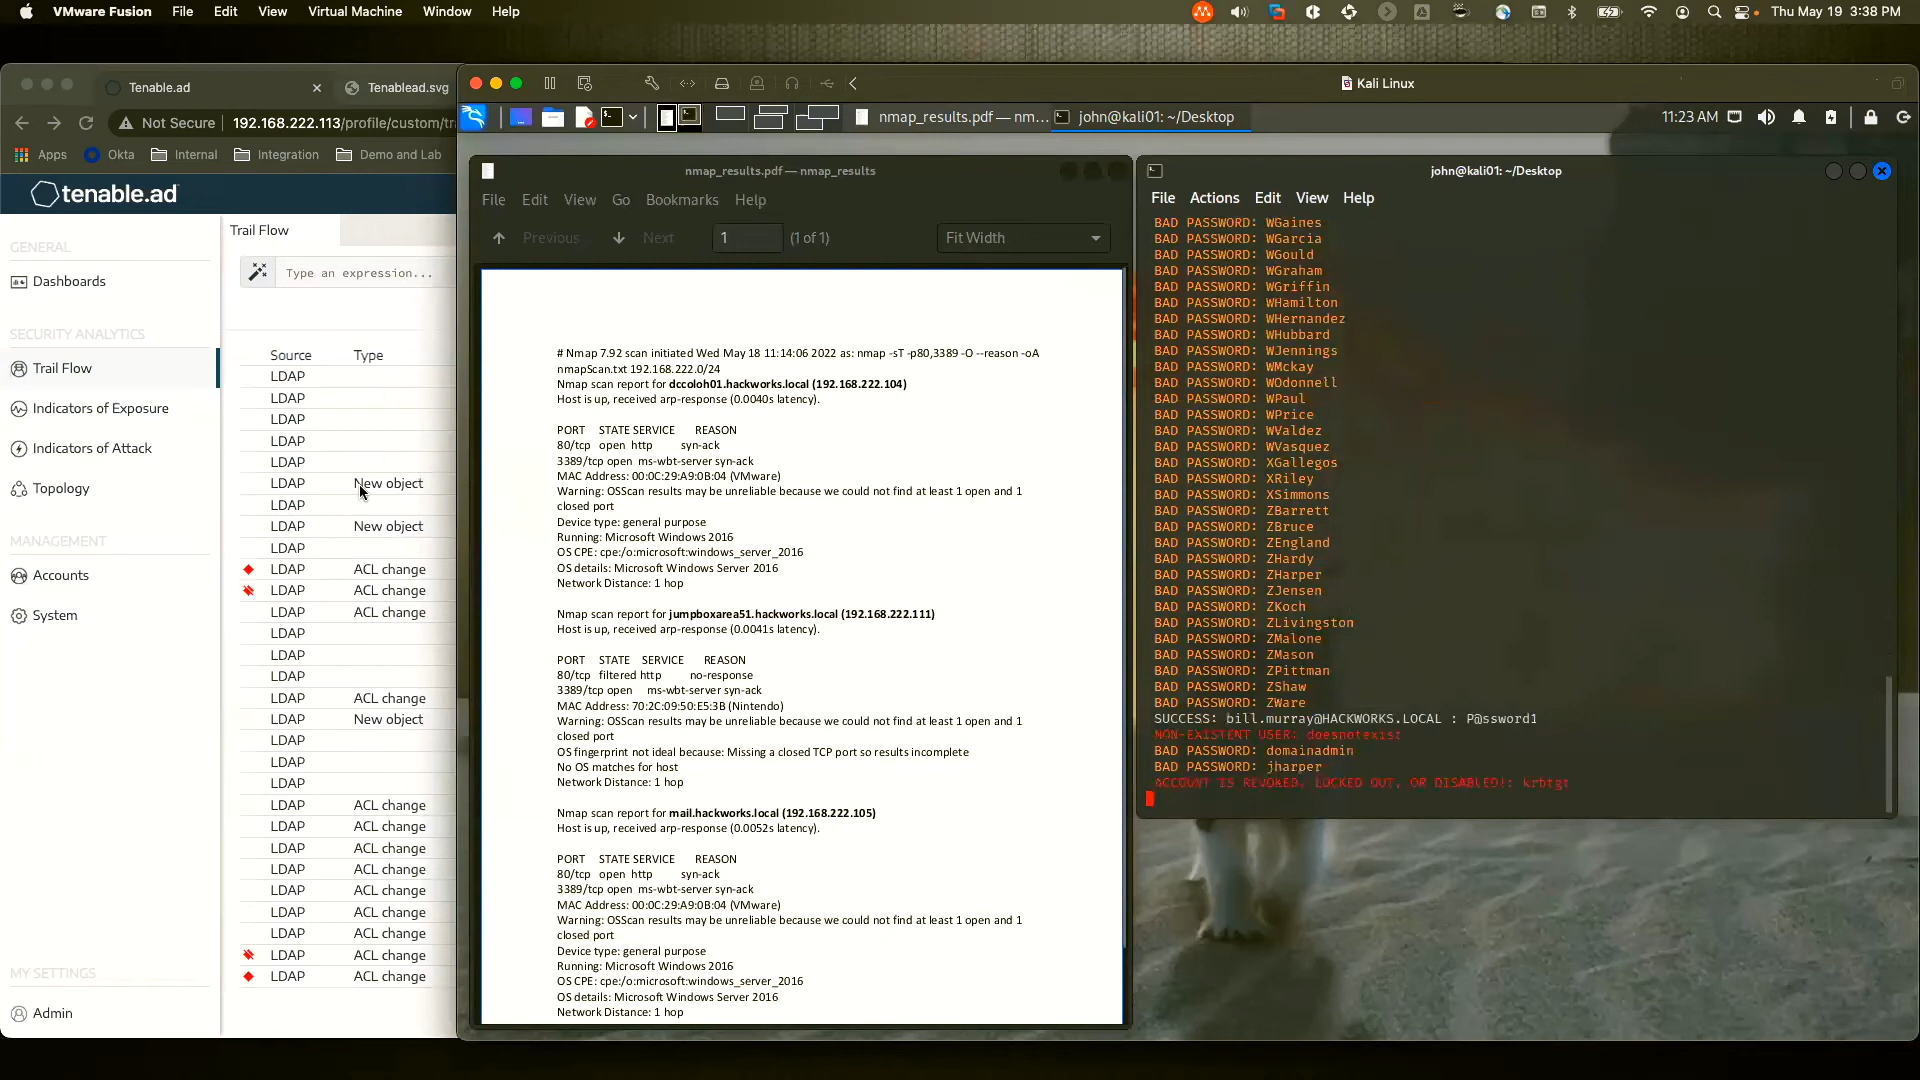 VMware Fusion File Edit View Virtual Machine Window Help
Thu May 19 3:38 PM
Tenable.ad
Tenablead.svg
Not Secure 192.168.222.113/profile/custom/tra
Apps Okta Internal Integration Demo and Lab
tenable.ad
GENERAL
Dashboards
SECURITY ANALYTICS
Trail Flow
Indicators of Exposure
Indicators of Attack
Topology
MANAGEMENT
Accounts
System
MY SETTINGS
Admin
Trail Flow
Type an expression...
Source Type
LDAP
LDAP
LDAP
LDAP
LDAP
LDAP New object
LDAP
LDAP New object
LDAP
LDAP ACL change
LDAP ACL change
LDAP ACL change
LDAP
LDAP
LDAP
LDAP ACL change
LDAP New object
LDAP
LDAP
LDAP
LDAP ACL change
LDAP ACL change
LDAP ACL change
LDAP ACL change
LDAP ACL change
LDAP ACL change
LDAP ACL change
LDAP ACL change
LDAP ACL change
Kali Linux
nmap_results.pdf — nm...
john@kali01: ~/Desktop
11:23 AM
nmap_results.pdf — nmap_results
File Edit View Go Bookmarks Help
Previous Next 1 (1 of 1) Fit Width
# Nmap 7.92 scan initiated Wed May 18 11:14:06 2022 as: nmap -sT -p80,3389 -O --reason -oA
nmapScan.txt 192.168.222.0/24
Nmap scan report for dccoloh01.hackworks.local (192.168.222.104)
Host is up, received arp-response (0.0040s latency).
PORT STATE SERVICE REASON
80/tcp open http syn-ack
3389/tcp open ms-wbt-server syn-ack
MAC Address: 00:0C:29:A9:0B:04 (VMware)
Warning: OSScan results may be unreliable because we could not find at least 1 open and 1
closed port
Device type: general purpose
Running: Microsoft Windows 2016
OS CPE: cpe:/o:microsoft:windows_server_2016
OS details: Microsoft Windows Server 2016
Network Distance: 1 hop
Nmap scan report for jumpboxarea51.hackworks.local (192.168.222.111)
Host is up, received arp-response (0.0041s latency).
PORT STATE SERVICE REASON
80/tcp filtered http no-response
3389/tcp open ms-wbt-server syn-ack
MAC Address: 70:2C:09:50:E5:3B (Nintendo)
Warning: OSScan results may be unreliable because we could not find at least 1 open and 1
closed port
OS fingerprint not ideal because: Missing a closed TCP port so results incomplete
No OS matches for host
Network Distance: 1 hop
Nmap scan report for mail.hackworks.local (192.168.222.105)
Host is up, received arp-response (0.0052s latency).
PORT STATE SERVICE REASON
80/tcp open http syn-ack
3389/tcp open ms-wbt-server syn-ack
MAC Address: 00:0C:29:A9:0B:04 (VMware)
Warning: OSScan results may be unreliable because we could not find at least 1 open and 1
closed port
Device type: general purpose
Running: Microsoft Windows 2016
OS CPE: cpe:/o:microsoft:windows_server_2016
OS details: Microsoft Windows Server 2016
Network Distance: 1 hop
john@kali01: ~/Desktop
File Actions Edit View Help
BAD PASSWORD: WGaines
BAD PASSWORD: WGarcia
BAD PASSWORD: WGould
BAD PASSWORD: WGraham
BAD PASSWORD: WGriffin
BAD PASSWORD: WHamilton
BAD PASSWORD: WHernandez
BAD PASSWORD: WHubbard
BAD PASSWORD: WJennings
BAD PASSWORD: WMckay
BAD PASSWORD: WOdonnell
BAD PASSWORD: WPaul
BAD PASSWORD: WPrice
BAD PASSWORD: WValdez
BAD PASSWORD: WVasquez
BAD PASSWORD: XGallegos
BAD PASSWORD: XRiley
BAD PASSWORD: XSimmons
BAD PASSWORD: ZBarrett
BAD PASSWORD: ZBruce
BAD PASSWORD: ZEngland
BAD PASSWORD: ZHardy
BAD PASSWORD: ZHarper
BAD PASSWORD: ZJensen
BAD PASSWORD: ZKoch
BAD PASSWORD: ZLivingston
BAD PASSWORD: ZMalone
BAD PASSWORD: ZMason
BAD PASSWORD: ZPittman
BAD PASSWORD: ZShaw
BAD PASSWORD: ZWare
SUCCESS: bill.murray@HACKWORKS.LOCAL : P@ssword1
NON-EXISTENT USER: doesnotexist
BAD PASSWORD: domainadmin
BAD PASSWORD: jharper
ACCOUNT IS REVOKED, LOCKED OUT, OR DISABLED!: krbtgt